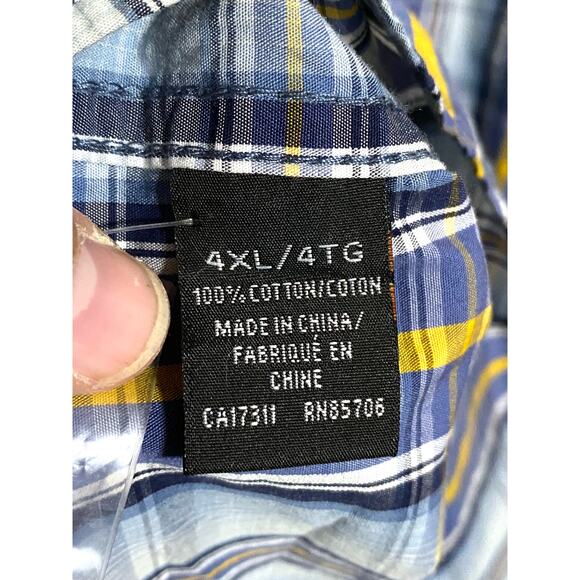 4XL/4TG
100% COTTON/COTON
MADE IN CHINA/
FABRIQUÉ EN
CHINE
CA17311 RN85706